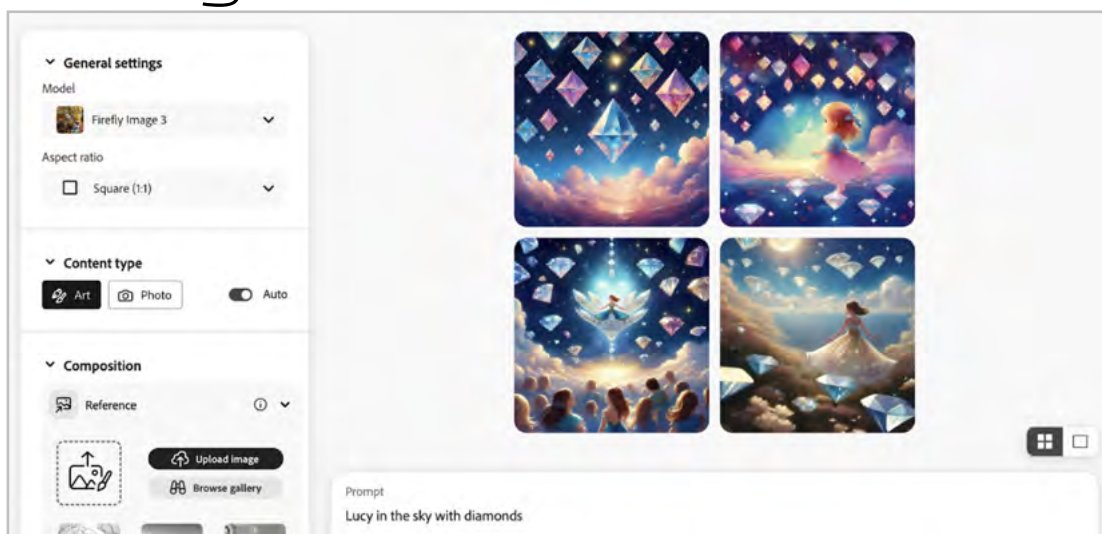 General settings
Model
Firefly Image 3
Aspect ratio
Square (1:1)
Content type
Art
Photo
Auto
Composition
Reference
Upload image
Browse gallery
Prompt
Lucy in the sky with diamonds